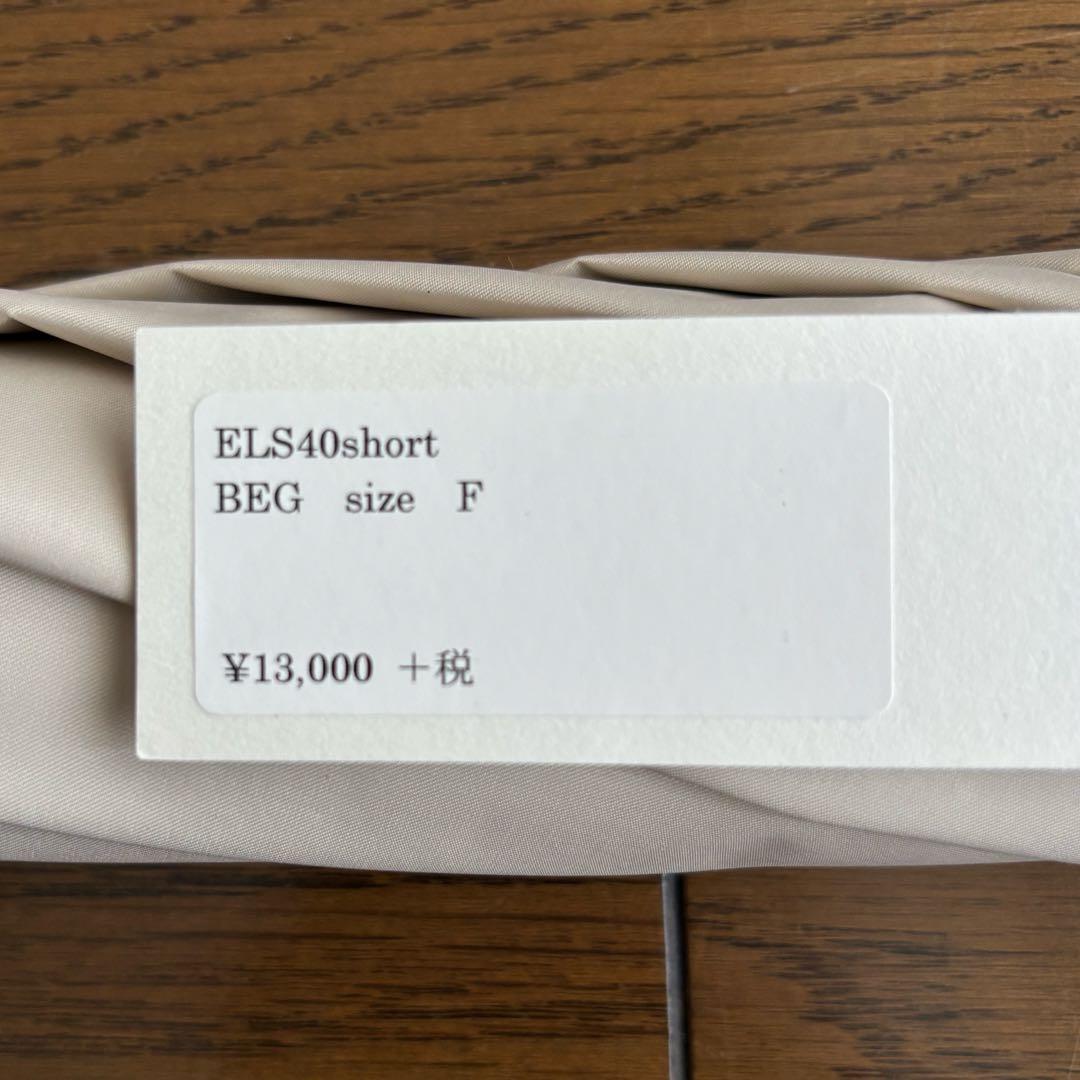 ELS40short
BEG size F
¥13,000 +税